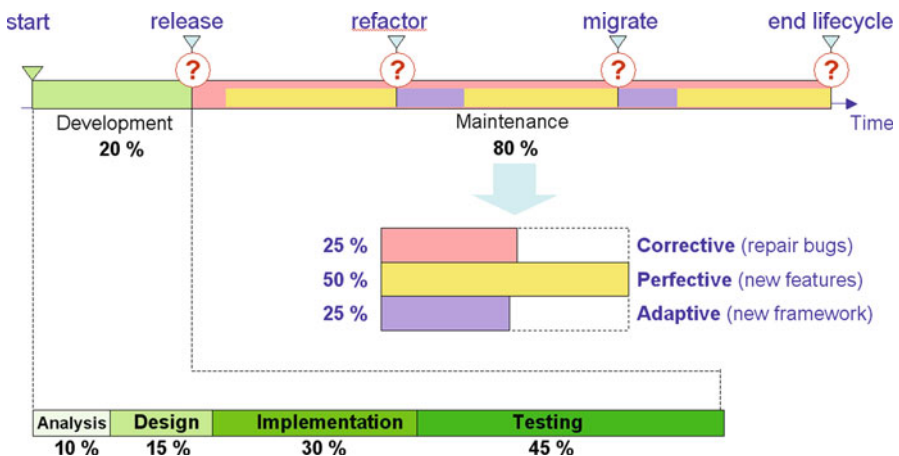 start release refactor migrate end lifecycle
? ? ? ?
Development Maintenance Time
20 % 80 %
25 % Corrective (repair bugs)
50 % Perfective (new features)
25 % Adaptive (new framework)
Analysis Design Implementation Testing
10 % 15 % 30 % 45 %